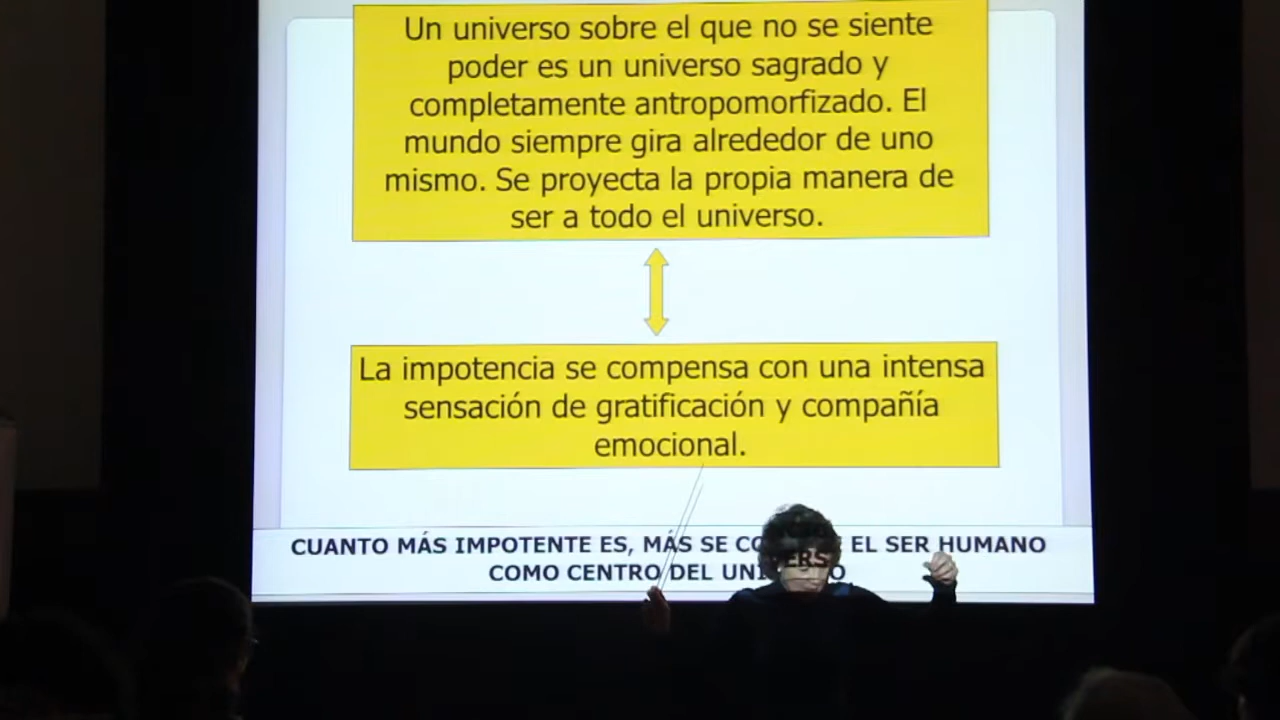 Un universo sobre el que no se siente
poder es un universo sagrado y
completamente antropomorfizado. El
mundo siempre gira alrededor de uno
mismo. Se proyecta la propia manera de
ser a todo el universo.
La impotencia se compensa con una intensa
sensación de gratificación y compañía
emocional.
CUANTO MÁS IMPOTENTE ES, MÁS SE EL SER HUMANO
COMO CENTRO DEL